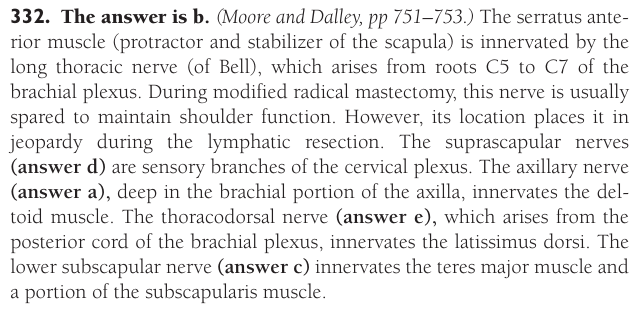 332. The answer is b. (Moore and Dalley, pp 751–753.) The serratus ante-
rior muscle (protractor and stabilizer of the scapula) is innervated by the
long thoracic nerve (of Bell), which arises from roots C5 to C7 of the
brachial plexus. During modified radical mastectomy, this nerve is usually
spared to maintain shoulder function. However, its location places it in
jeopardy during the lymphatic resection. The suprascapular nerves
(answer d) are sensory branches of the cervical plexus. The axillary nerve
(answer a), deep in the brachial portion of the axilla, innervates the del-
toid muscle. The thoracodorsal nerve (answer e), which arises from the
posterior cord of the brachial plexus, innervates the latissimus dorsi. The
lower subscapular nerve (answer c) innervates the teres major muscle and
a portion of the subscapularis muscle.